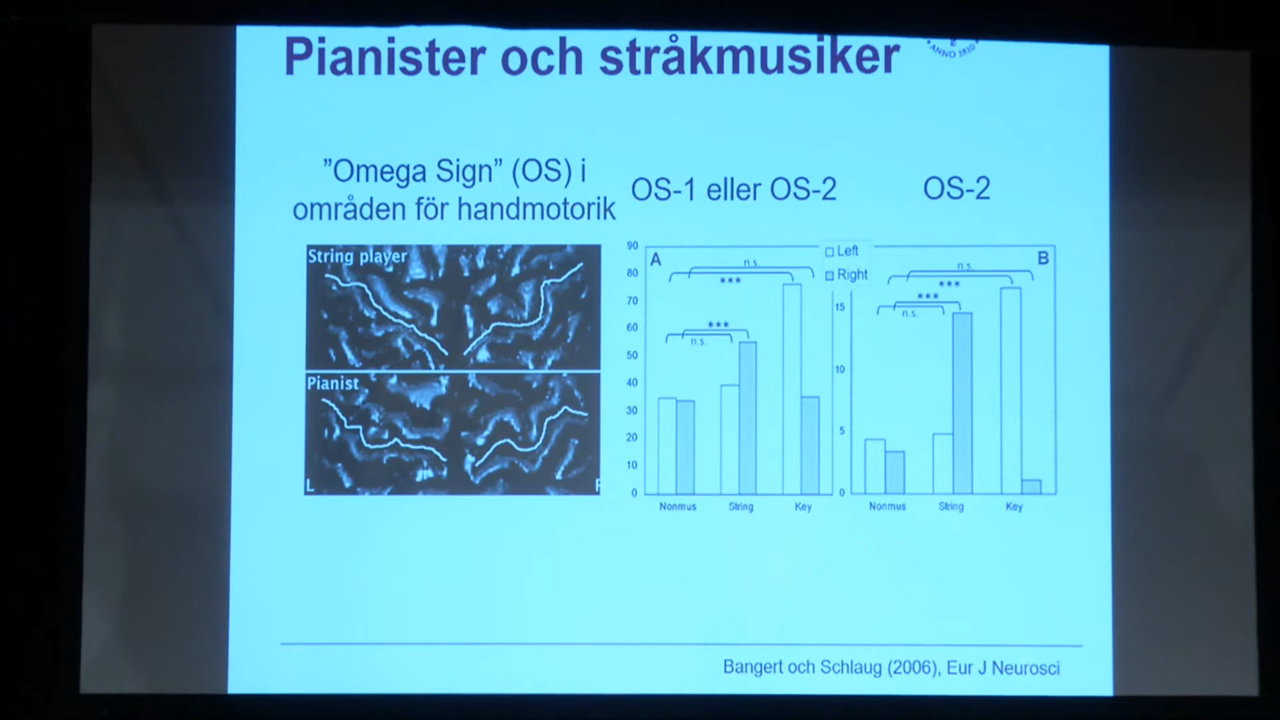 Pianister och stråkmusiker
ANNO 1810
”Omega Sign” (OS) i
områden för handmotorik
OS-1 eller OS-2
OS-2
String player
Pianist
L
A
90
80
70
60
50
40
30
20
10
0
n.s.
***
***
n.s.
Nonmus String Key
Left
Right
B
15
10
5
0
n.s.
***
***
n.s.
Nonmus String Key
Bangert och Schlaug (2006), Eur J Neurosci